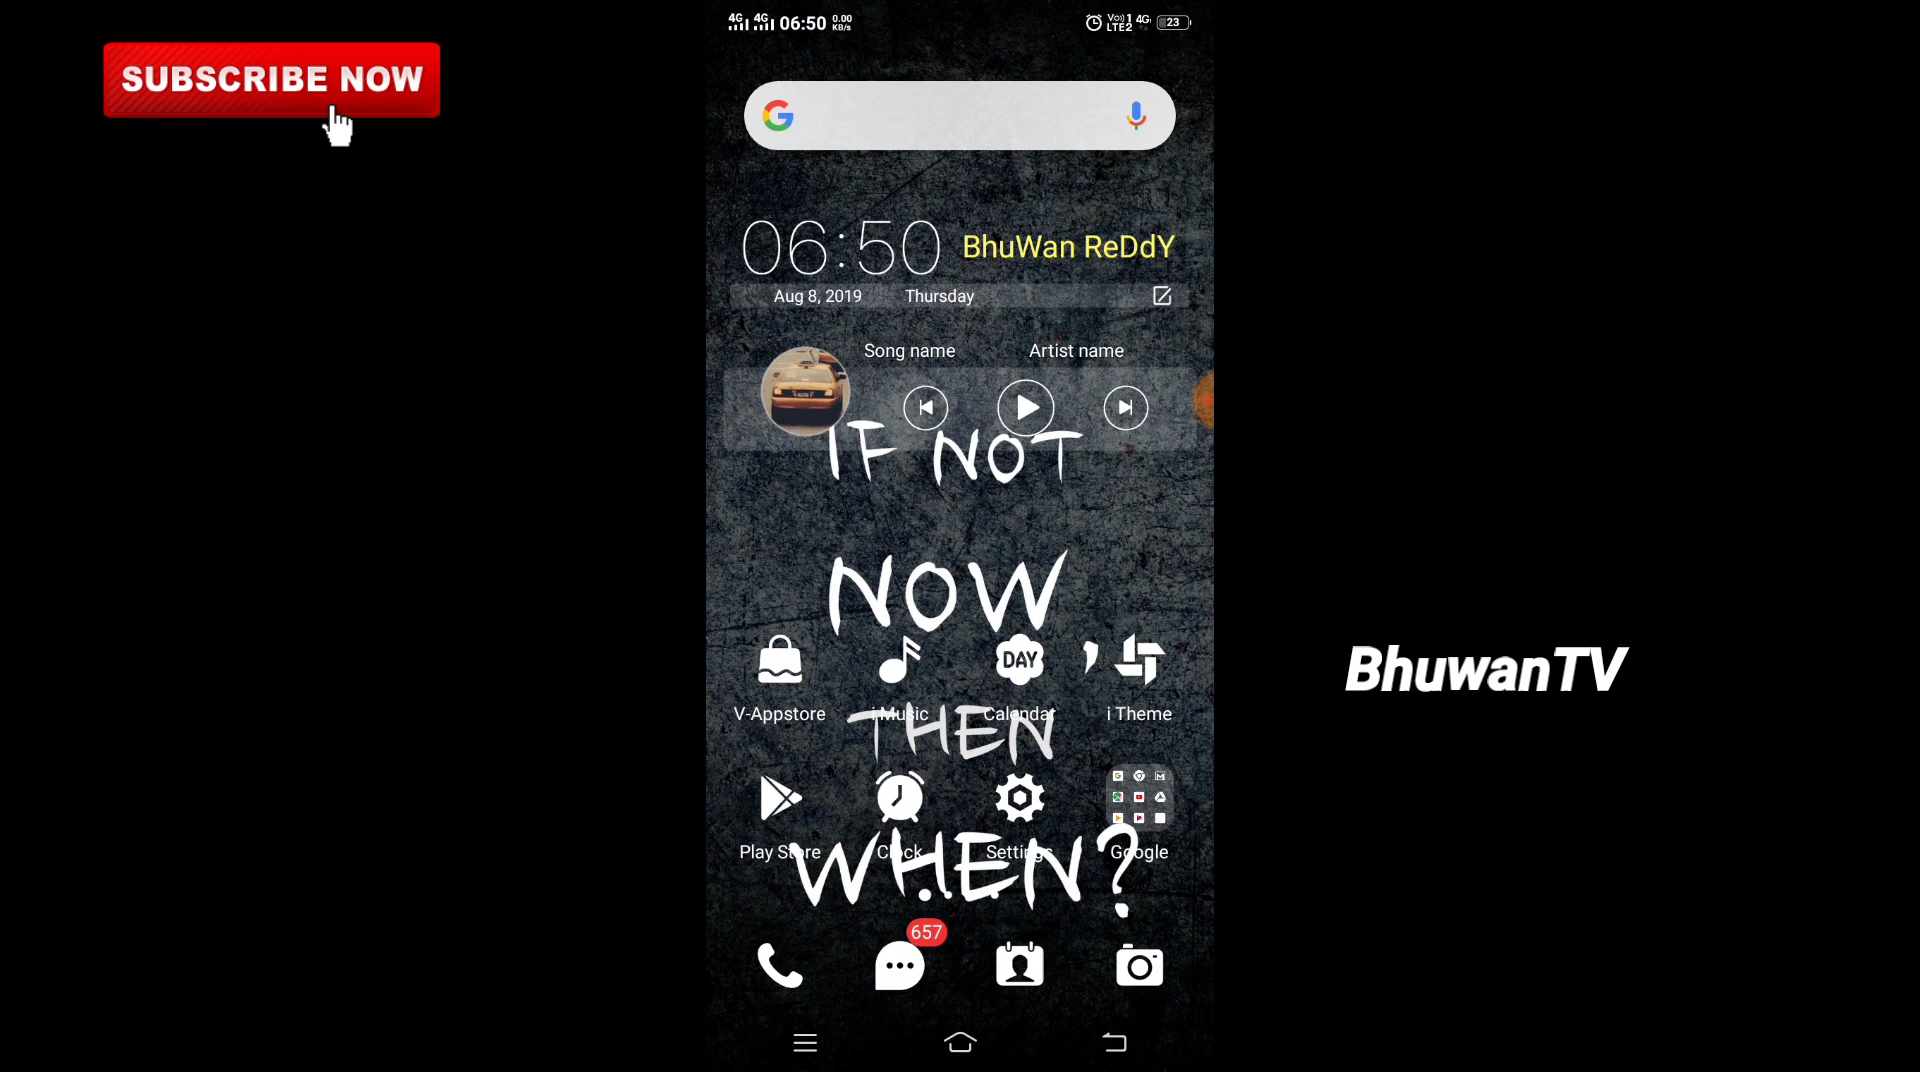 4G 4G 06:50 0.00 KB/s
Vo)) 1 LTE2 4G 23
SUBSCRIBE NOW
06:50 BhuWan ReDdY
Aug 8, 2019 Thursday
Song name Artist name
IF NOT
NOW ,
DAY
V-Appstore i Music Calendar i Theme
THEN
Play Store Clock Settings Google
WHEN?
657
BhuwanTV